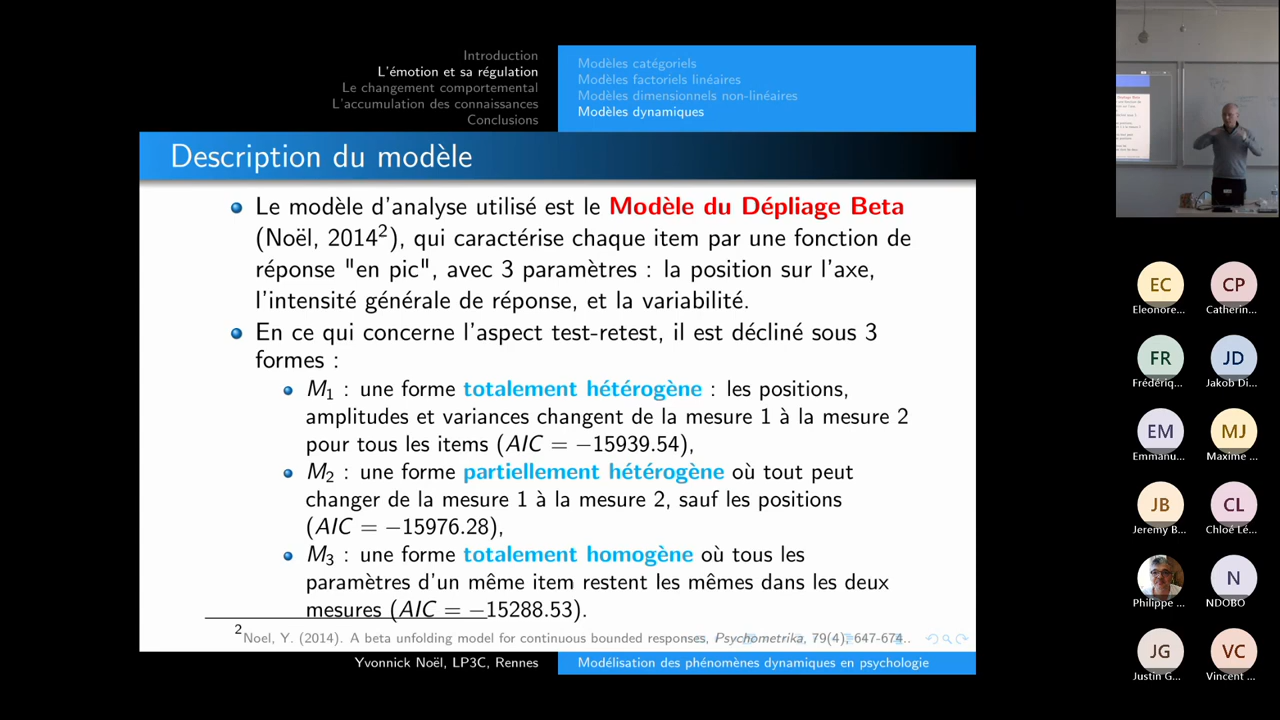 Introduction
L'émotion et sa régulation
Le changement comportemental
L'accumulation des connaissances
Conclusions
Modèles catégoriels
Modèles factoriels linéaires
Modèles dimensionnels non-linéaires
Modèles dynamiques
Description du modèle
Le modèle d'analyse utilisé est le Modèle du Dépliage Beta
(Noël, 2014²), qui caractérise chaque item par une fonction de
réponse "en pic", avec 3 paramètres : la position sur l'axe,
l'intensité générale de réponse, et la variabilité.
En ce qui concerne l'aspect test-retest, il est décliné sous 3
formes :
M₁ : une forme totalement hétérogène : les positions,
amplitudes et variances changent de la mesure 1 à la mesure 2
pour tous les items (AIC = −15939.54),
M₂ : une forme partiellement hétérogène où tout peut
changer de la mesure 1 à la mesure 2, sauf les positions
(AIC = −15976.28),
M₃ : une forme totalement homogène où tous les
paramètres d'un même item restent les mêmes dans les deux
mesures (AIC = −15288.53).
²Noel, Y. (2014). A beta unfolding model for continuous bounded responses, Psychometrika, 79(4), 647-674.
Yvonnick Noël, LP3C, Rennes
Modélisation des phénomènes dynamiques en psychologie
EC
CP
Eleonore...
Catherin...
FR
JD
Frédériq...
Jakob Di...
EM
MJ
Emmanu...
Maxime ...
JB
CL
Jeremy B...
Chloé Lé...
N
Philippe ...
NDOBO
JG
VC
Justin G...
Vincent ...